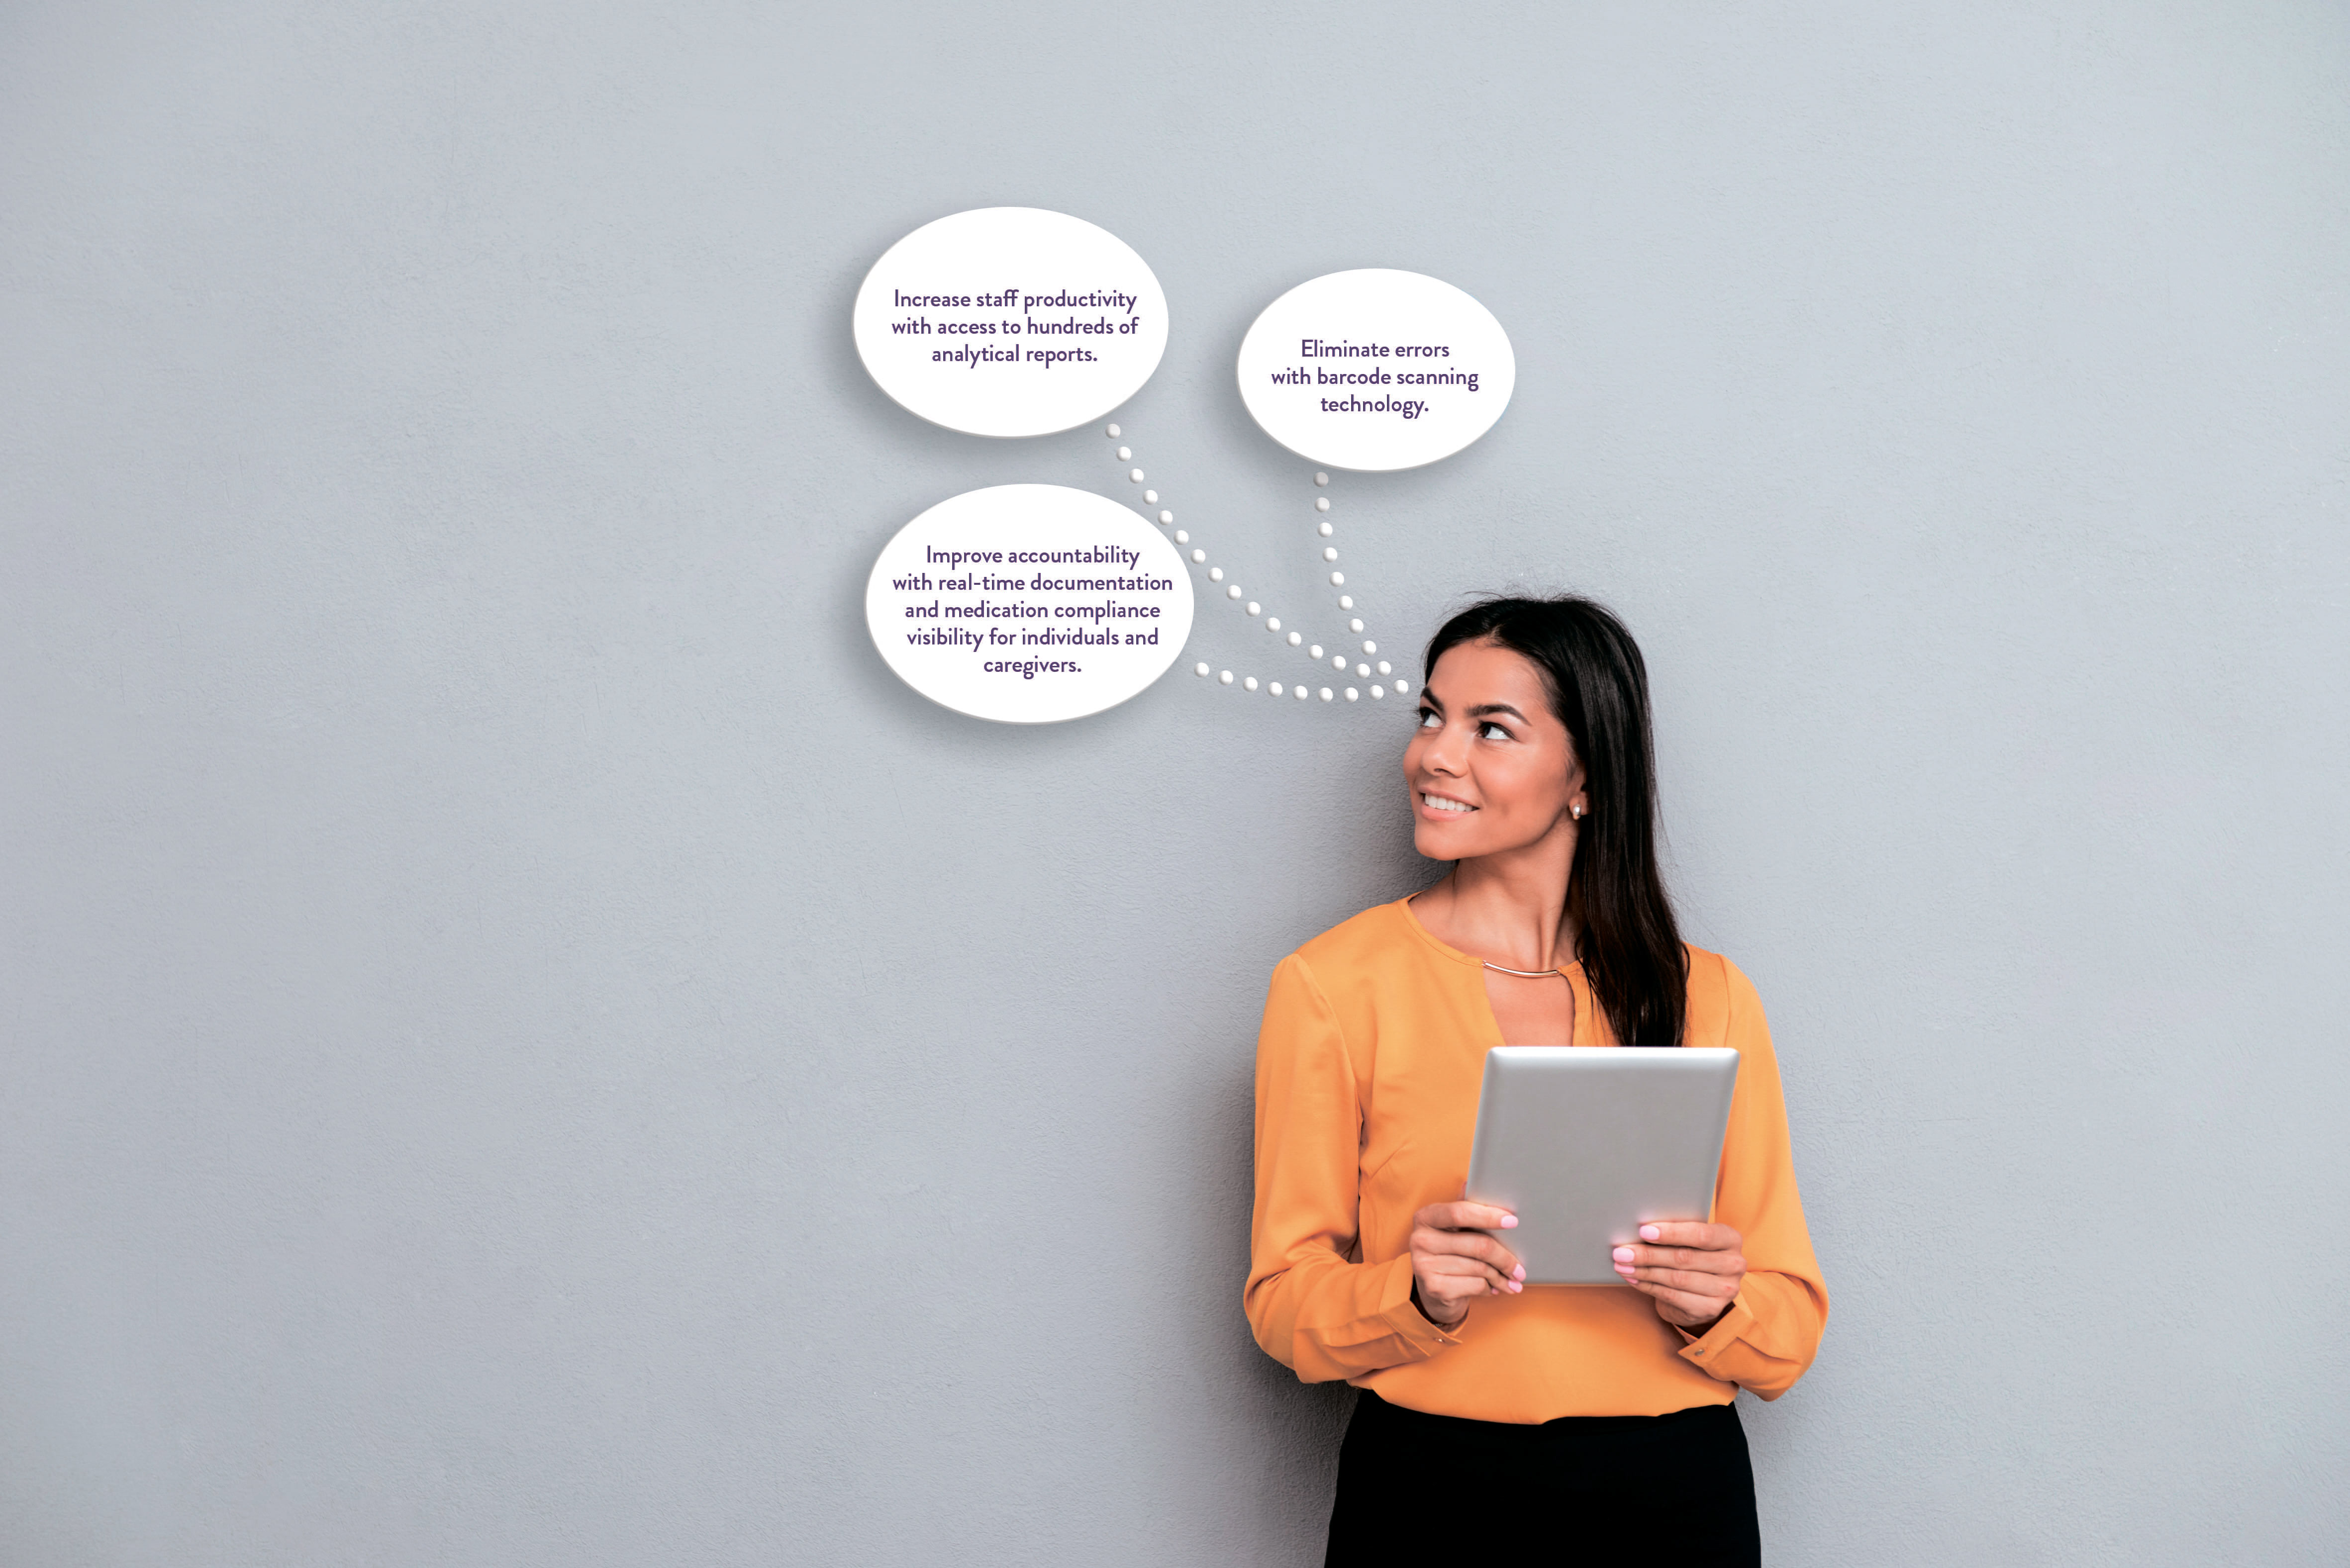 Increase staff productivity
with access to hundreds of
analytical reports.
Eliminate errors
with barcode scanning
technology.
Improve accountability
with real-time documentation
and medication compliance
visibility for individuals and
caregivers.